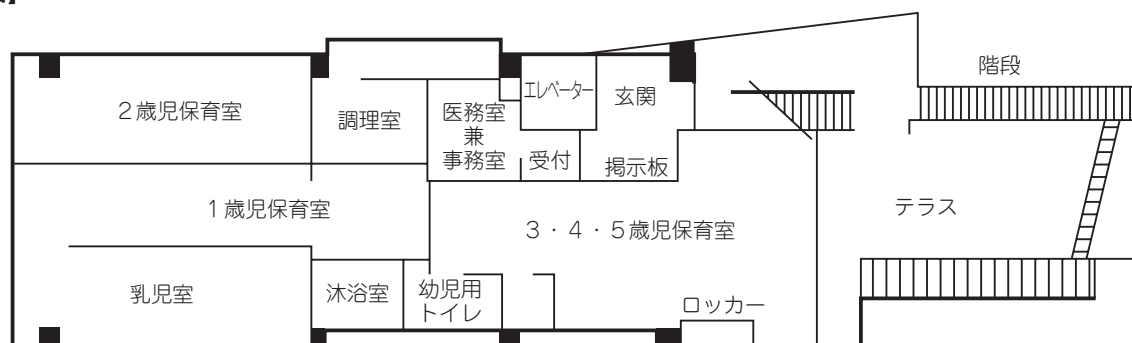 階段
エレベーター
玄関
２歳児保育室
調理室
医務室
兼
事務室
受付
掲示板
１歳児保育室
３・４・５歳児保育室
テラス
乳児室
沐浴室
幼児用
トイレ
ロッカー